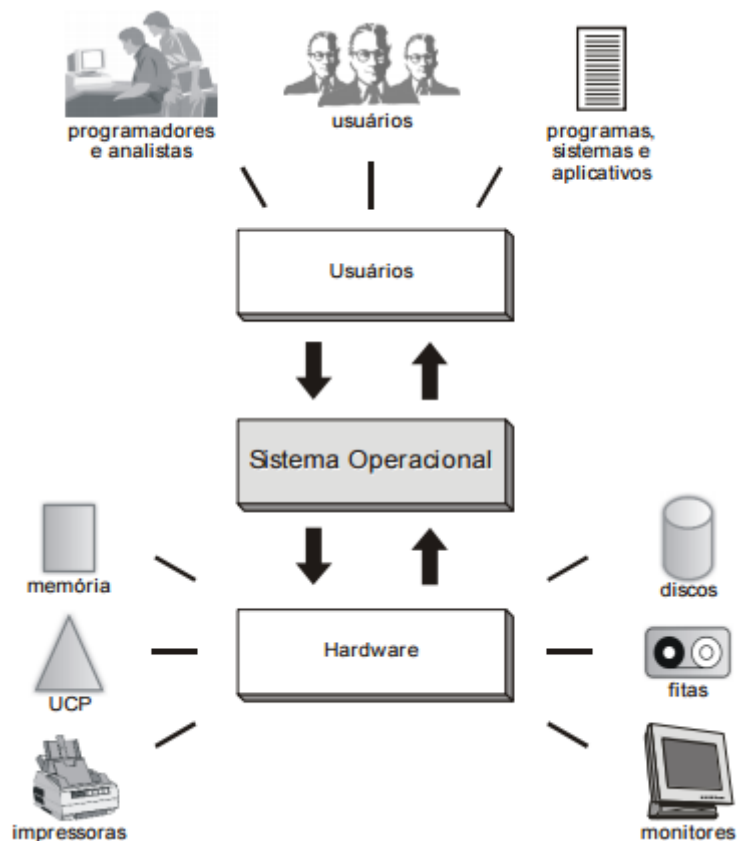 programadores
e analistas
usuários
programas,
sistemas e
aplicativos
Usuários
Sistema Operacional
memória
discos
Hardware
UCP
fitas
impressoras
monitores